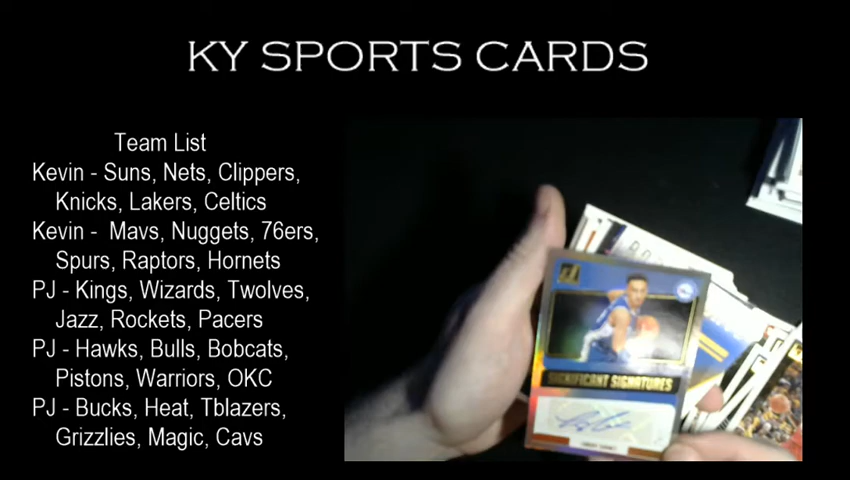 KY SPORTS CARDS
Team List
Kevin - Suns, Nets, Clippers,
Knicks, Lakers, Celtics
Kevin - Mavs, Nuggets, 76ers,
Spurs, Raptors, Hornets
PJ - Kings, Wizards, Twolves,
Jazz, Rockets, Pacers
PJ - Hawks, Bulls, Bobcats,
Pistons, Warriors, OKC
PJ - Bucks, Heat, Tblazers,
Grizzlies, Magic, Cavs
SIGNIFICANT SIGNATURES